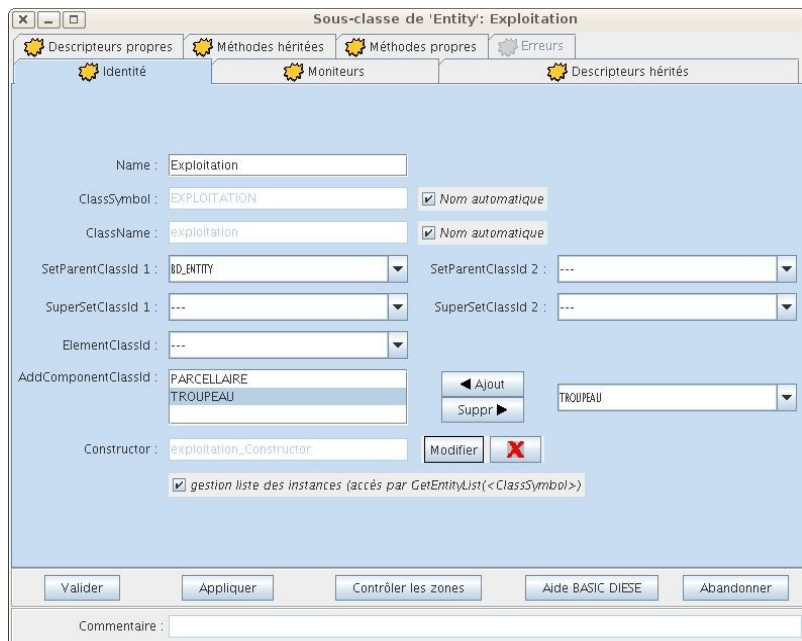 Sous-classe de 'Entity': Exploitation
Descripteurs propres Méthodes héritées Méthodes propres Erreurs
Identité Moniteurs Descripteurs hérités
Name : Exploitation
ClassSymbol : EXPLOITATION Nom automatique
ClassName : exploitation Nom automatique
SetParentClassId 1 : BD_ENTITY SetParentClassId 2 : ---
SuperSetClassId 1 : --- SuperSetClassId 2 : ---
ElementClassId : ---
AddComponentClassId : PARCELLAIRE
TROUPEAU
Ajout
Suppr
TROUPEAU
Constructor : exploitation_Constructor Modifier X
gestion liste des instances (accés par GetEntityList(<ClassSymbol>)
Valider Appliquer Contrôler les zones Aide BASIC DIESE Abandonner
Commentaire :